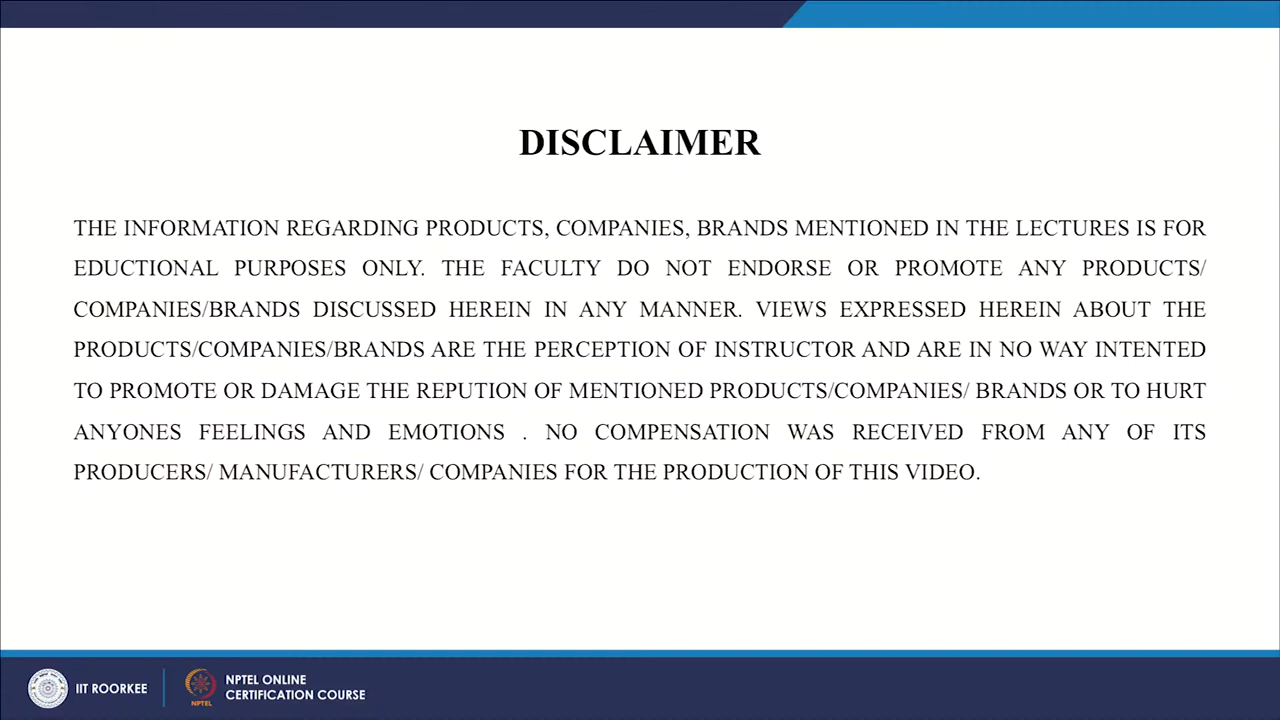 DISCLAIMER
THE INFORMATION REGARDING PRODUCTS, COMPANIES, BRANDS MENTIONED IN THE LECTURES IS FOR
EDUCTIONAL PURPOSES ONLY. THE FACULTY DO NOT ENDORSE OR PROMOTE ANY PRODUCTS/
COMPANIES/BRANDS DISCUSSED HEREIN IN ANY MANNER. VIEWS EXPRESSED HEREIN ABOUT THE
PRODUCTS/COMPANIES/BRANDS ARE THE PERCEPTION OF INSTRUCTOR AND ARE IN NO WAY INTENTED
TO PROMOTE OR DAMAGE THE REPUTION OF MENTIONED PRODUCTS/COMPANIES/ BRANDS OR TO HURT
ANYONES FEELINGS AND EMOTIONS . NO COMPENSATION WAS RECEIVED FROM ANY OF ITS
PRODUCERS/ MANUFACTURERS/ COMPANIES FOR THE PRODUCTION OF THIS VIDEO.
IIT ROORKEE
NPTEL
NPTEL ONLINE
CERTIFICATION COURSE